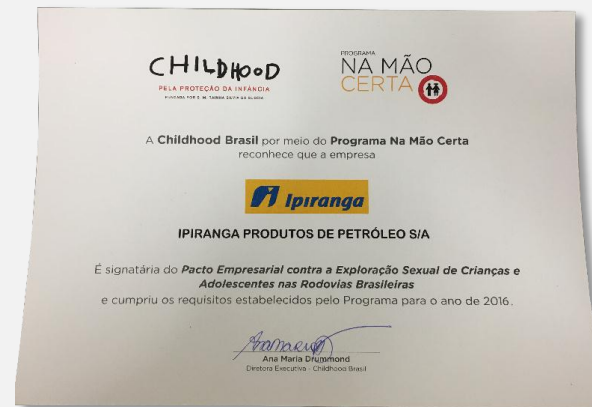 CHILDHOOD
PELA PROTEÇÃO DA INFÂNCIA
PROGRAMA
NA MÃO
CERTA
A Childhood Brasil por meio do Programa Na Mão Certa
reconhece que a empresa
Ipiranga
IPIRANGA PRODUTOS DE PETRÓLEO S/A
É signatária do Pacto Empresarial contra a Exploração Sexual de Crianças e
Adolescentes nas Rodovias Brasileiras
e cumpriu os requisitos estabelecidos pelo Programa para o ano de 2016.
Ana Maria Drummond
Diretora Executiva - Childhood Brasil